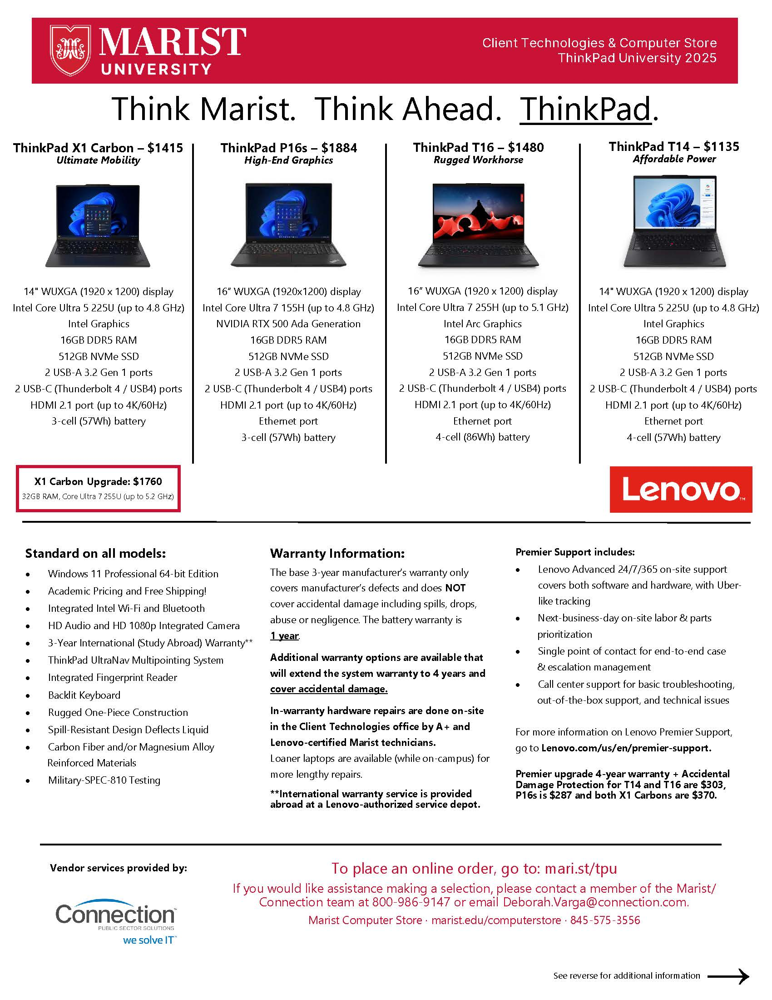 MARIST
UNIVERSITY
Client Technologies & Computer Store
ThinkPad University 2025
Think Marist. Think Ahead. ThinkPad.
ThinkPad X1 Carbon – $1415
Ultimate Mobility
14" WUXGA (1920 x 1200) display
Intel Core Ultra 5 225U (up to 4.8 GHz)
Intel Graphics
16GB DDR5 RAM
512GB NVMe SSD
2 USB-A 3.2 Gen 1 ports
2 USB-C (Thunderbolt 4 / USB4) ports
HDMI 2.1 port (up to 4K/60Hz)
3-cell (57Wh) battery
X1 Carbon Upgrade: $1760
32GB RAM, Core Ultra 7 255U (up to 5.2 GHz)
ThinkPad P16s – $1884
High-End Graphics
16” WUXGA (1920x1200) display
Intel Core Ultra 7 155H (up to 4.8 GHz)
NVIDIA RTX 500 Ada Generation
16GB DDR5 RAM
512GB NVMe SSD
2 USB-A 3.2 Gen 1 ports
2 USB-C (Thunderbolt 4 / USB4) ports
HDMI 2.1 port (up to 4K/60Hz)
Ethernet port
3-cell (57Wh) battery
ThinkPad T16 – $1480
Rugged Workhorse
Lenovo
16” WUXGA (1920 x 1200) display
Intel Core Ultra 7 255H (up to 5.1 GHz)
Intel Arc Graphics
16GB DDR5 RAM
512GB NVMe SSD
2 USB-A 3.2 Gen 1 ports
2 USB-C (Thunderbolt 4 / USB4) ports
HDMI 2.1 port (up to 4K/60Hz)
Ethernet port
4-cell (86Wh) battery
ThinkPad T14 – $1135
Affordable Power
14" WUXGA (1920 x 1200) display
Intel Core Ultra 5 225U (up to 4.8 GHz)
Intel Graphics
16GB DDR5 RAM
512GB NVMe SSD
2 USB-A 3.2 Gen 1 ports
2 USB-C (Thunderbolt 4 / USB4) ports
HDMI 2.1 port (up to 4K/60Hz)
Ethernet port
4-cell (57Wh) battery
Lenovo™
Standard on all models:
• Windows 11 Professional 64-bit Edition
• Academic Pricing and Free Shipping!
• Integrated Intel Wi-Fi and Bluetooth
• HD Audio and HD 1080p Integrated Camera
• 3-Year International (Study Abroad) Warranty**
• ThinkPad UltraNav Multipointing System
• Integrated Fingerprint Reader
• Backlit Keyboard
• Rugged One-Piece Construction
• Spill-Resistant Design Deflects Liquid
• Carbon Fiber and/or Magnesium Alloy
Reinforced Materials
• Military-SPEC-810 Testing
Warranty Information:
The base 3-year manufacturer’s warranty only
covers manufacturer’s defects and does NOT
cover accidental damage including spills, drops,
abuse or negligence. The battery warranty is
1 year.
Additional warranty options are available that
will extend the system warranty to 4 years and
cover accidental damage.
In-warranty hardware repairs are done on-site
in the Client Technologies office by A+ and
Lenovo-certified Marist technicians.
Loaner laptops are available (while on-campus) for
more lengthy repairs.
**International warranty service is provided
abroad at a Lenovo-authorized service depot.
Premier Support includes:
• Lenovo Advanced 24/7/365 on-site support
covers both software and hardware, with Uber-
like tracking
• Next-business-day on-site labor & parts
prioritization
• Single point of contact for end-to-end case
& escalation management
• Call center support for basic troubleshooting,
out-of-the-box support, and technical issues
For more information on Lenovo Premier Support,
go to Lenovo.com/us/en/premier-support.
Premier upgrade 4-year warranty + Accidental
Damage Protection for T14 and T16 are $303,
P16s is $287 and both X1 Carbons are $370.
Vendor services provided by:
Connection™
PUBLIC SECTOR SOLUTIONS
we solve IT™
To place an online order, go to: mari.st/tpu
If you would like assistance making a selection, please contact a member of the Marist/
Connection team at 800-986-9147 or email Deborah.Varga@connection.com.
Marist Computer Store · marist.edu/computerstore · 845-575-3556
See reverse for additional information